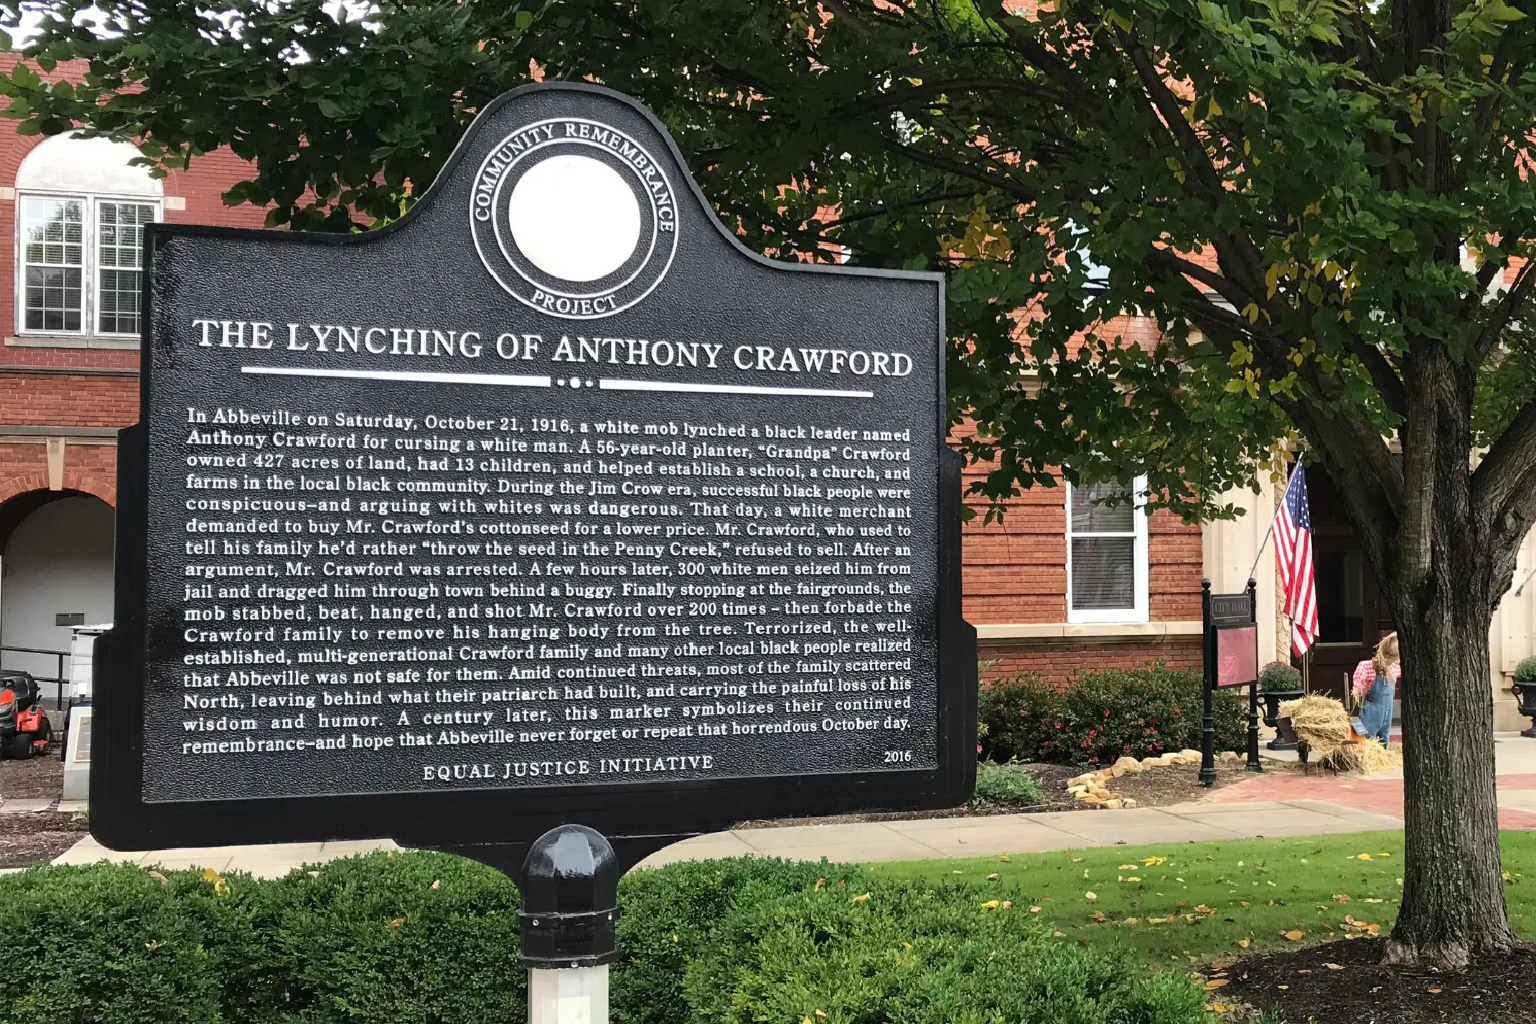 COMMUNITY REMEMBRANCE
PROJECT
THE LYNCHING OF ANTHONY CRAWFORD
In Abbeville on Saturday, October 21, 1916, a white mob lynched a black leader named
Anthony Crawford for cursing a white man. A 56-year-old planter, “Grandpa” Crawford
owned 427 acres of land, had 13 children, and helped establish a school, a church, and
farms in the local black community. During the Jim Crow era, successful black people were
conspicuous–and arguing with whites was dangerous. That day, a white merchant
demanded to buy Mr. Crawford's cottonseed for a lower price. Mr. Crawford, who used to
tell his family he'd rather “throw the seed in the Penny Creek,” refused to sell. After an
argument, Mr. Crawford was arrested. A few hours later, 300 white men seized him from
jail and dragged him through town behind a buggy. Finally stopping at the fairgrounds, the
mob stabbed, beat, hanged, and shot Mr. Crawford over 200 times – then forbade the
Crawford family to remove his hanging body from the tree. Terrorized, the well-
established, multi-generational Crawford family and many other local black people realized
that Abbeville was not safe for them. Amid continued threats, most of the family scattered
North, leaving behind what their patriarch had built, and carrying the painful loss of his
wisdom and humor. A century later, this marker symbolizes their continued
remembrance–and hope that Abbeville never forget or repeat that horrendous October day.
EQUAL JUSTICE INITIATIVE
2016
CITY HALL